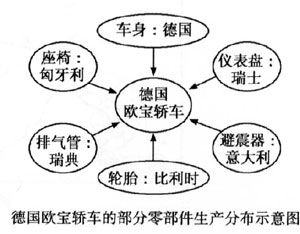 车身：德国
座椅：
匈牙利
仪表盘：
瑞士
德国
欧宝轿车
排气管：
瑞典
避震器：
意大利
轮胎：比利时
德国欧宝轿车的部分零部件生产分布示意图